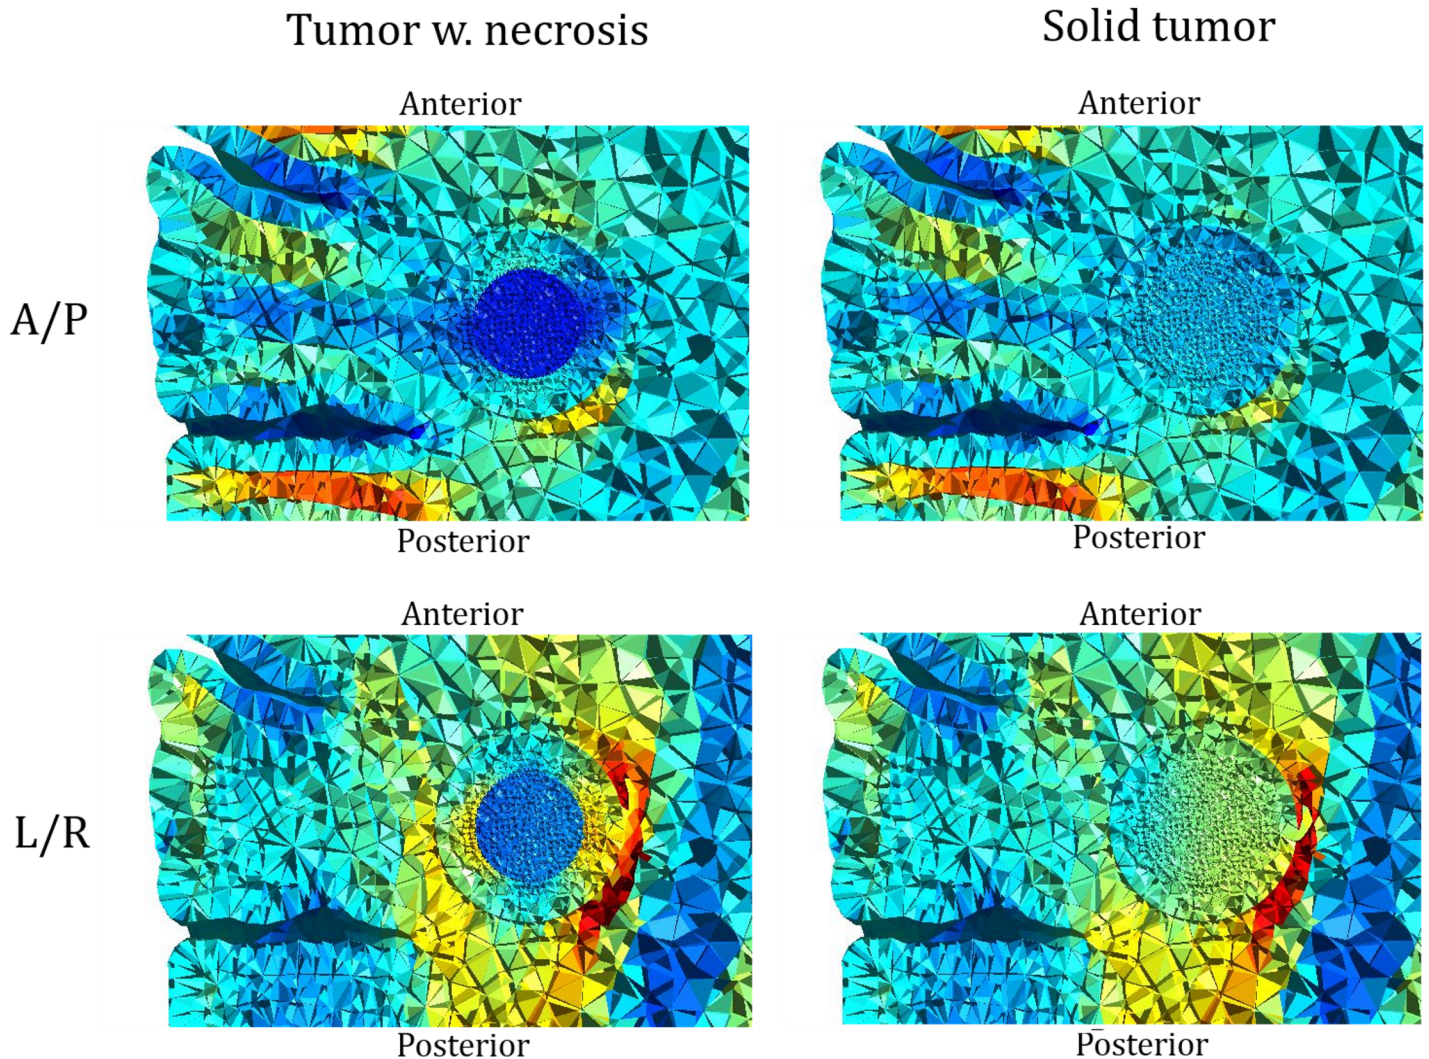 Tumor w. necrosis
Solid tumor
Anterior
Anterior
A/P
Posterior
Posterior
Anterior
Anterior
L/R
Posterior
Posterior